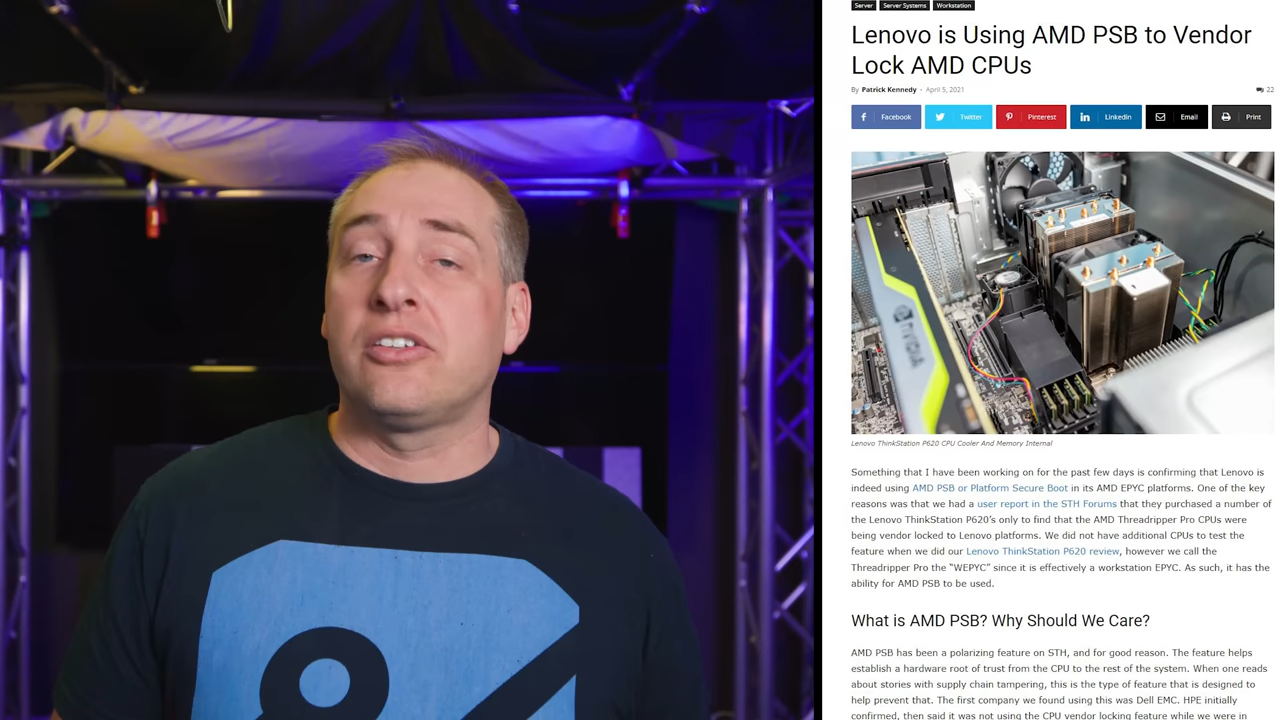 Server Server Systems Workstation
Lenovo is Using AMD PSB to Vendor
Lock AMD CPUs
By Patrick Kennedy - April 5, 2021 22
Facebook Twitter Pinterest Linkedin Email Print
NVIDIA
Lenovo ThinkStation P620 CPU Cooler And Memory Internal
Something that I have been working on for the past few days is confirming that Lenovo is
indeed using AMD PSB or Platform Secure Boot in its AMD EPYC platforms. One of the key
reasons was that we had a user report in the STH Forums that they purchased a number of
the Lenovo ThinkStation P620's only to find that the AMD Threadripper Pro CPUs were
being vendor locked to Lenovo platforms. We did not have additional CPUs to test the
feature when we did our Lenovo ThinkStation P620 review, however we call the
Threadripper Pro the “WEPYC” since it is effectively a workstation EPYC. As such, it has the
ability for AMD PSB to be used.
What is AMD PSB? Why Should We Care?
AMD PSB has been a polarizing feature on STH, and for good reason. The feature helps
establish a hardware root of trust from the CPU to the rest of the system. When one reads
about stories with supply chain tampering, this is the type of feature that is designed to
help prevent that. The first company we found using this was Dell EMC. HPE initially
confirmed, then said it was not using the CPU vendor locking feature while we were in